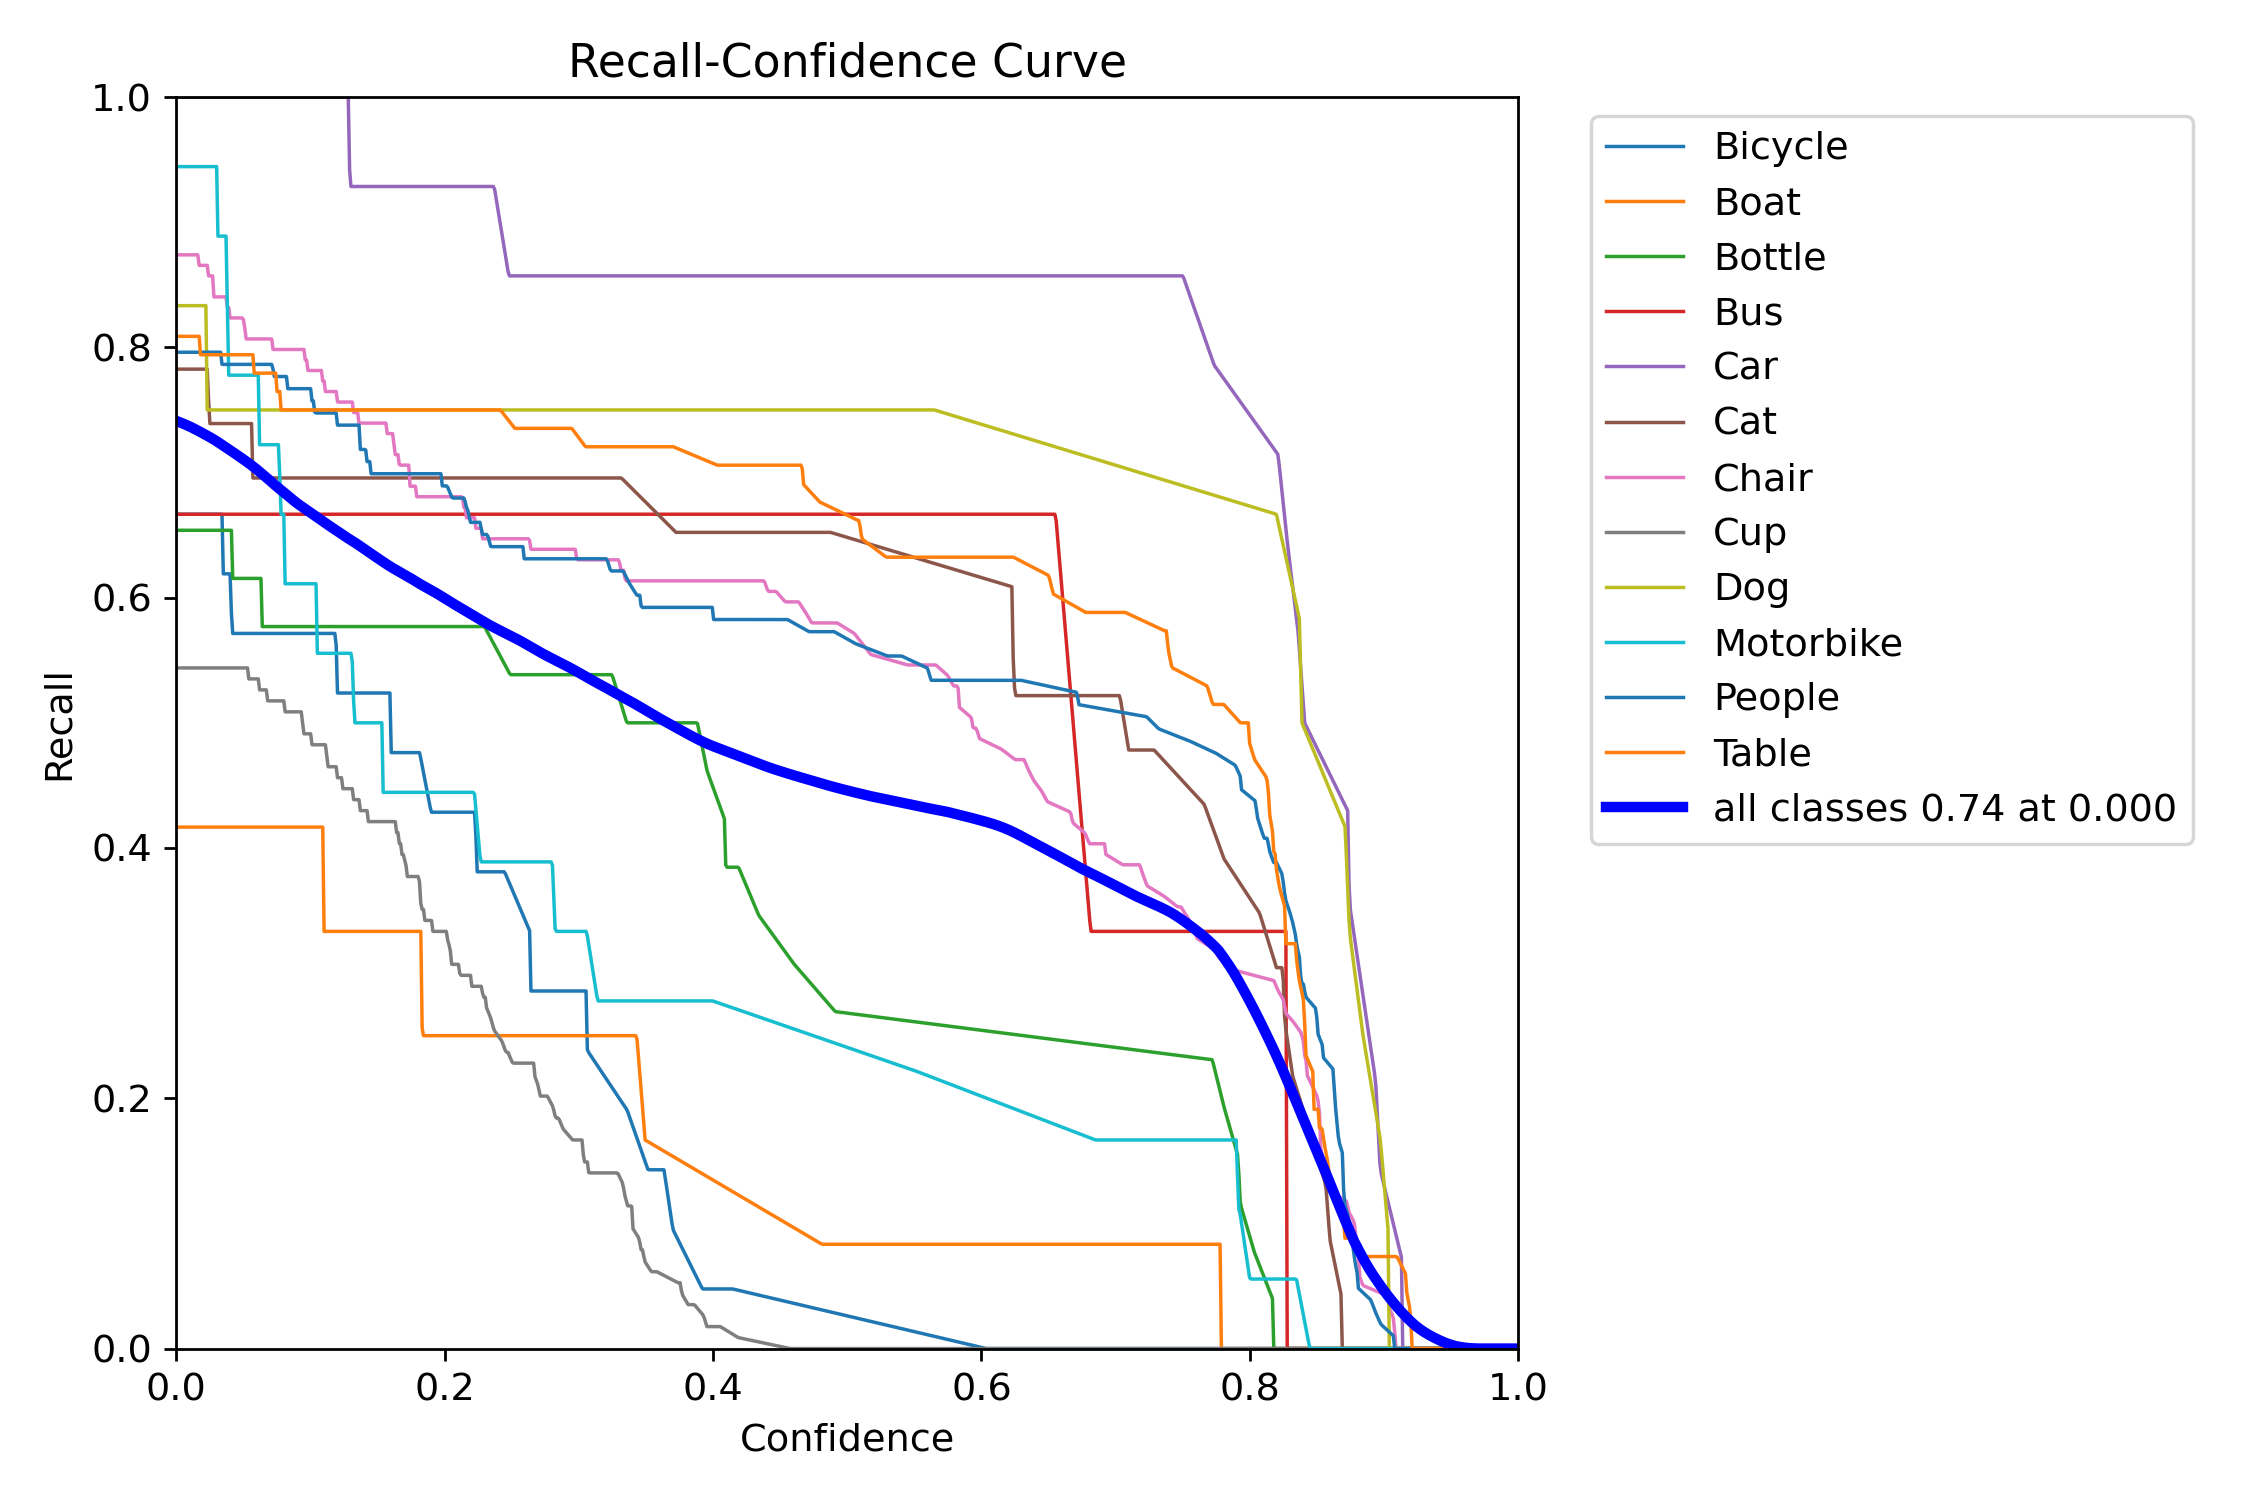 Recall-Confidence Curve
1.0
0.8
0.6
0.4
0.2
0.0
Recall
0.0 0.2 0.4 0.6 0.8 1.0
Confidence
Bicycle
Boat
Bottle
Bus
Car
Cat
Chair
Cup
Dog
Motorbike
People
Table
all classes 0.74 at 0.000